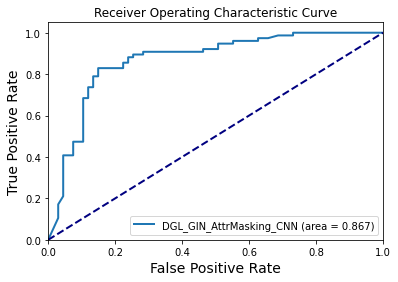 Receiver Operating Characteristic Curve
True Positive Rate
1.0
0.8
0.6
0.4
0.2
0.0
DGL_GIN_AttrMasking_CNN (area = 0.867)
0.0 0.2 0.4 0.6 0.8 1.0
False Positive Rate